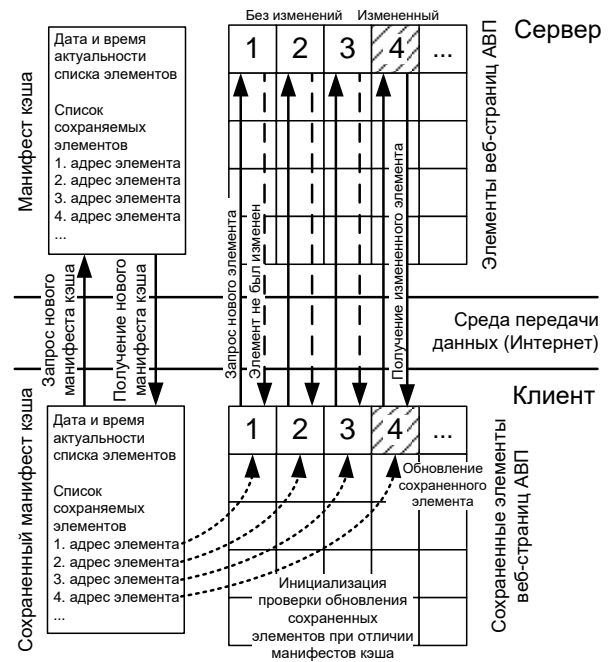 Без изменений
Измененный
Сервер
Манифест кэша
Дата и время
актуальности
списка элементов
Список
сохраняемых
элементов
1. адрес элемента
2. адрес элемента
3. адрес элемента
4. адрес элемента
...
1
2
3
4
...
Элементы веб-страниц АВП
Запрос нового
манифеста кэша
Получение нового
манифеста кэша
Запрос нового элемента
Элемент не был изменен
Получение измененного элемента
Среда передачи
данных (Интернет)
Клиент
Сохраненный манифест кэша
Дата и время
актуальности
списка элементов
Список
сохраняемых
элементов
1. адрес элемента
2. адрес элемента
3. адрес элемента
4. адрес элемента
...
1
2
3
4
...
Обновление
сохраненного
элемента
Инициализация
проверки обновления
сохраненных
элементов при отличии
манифестов кэша
Сохраненные элементы
веб-страниц АВП